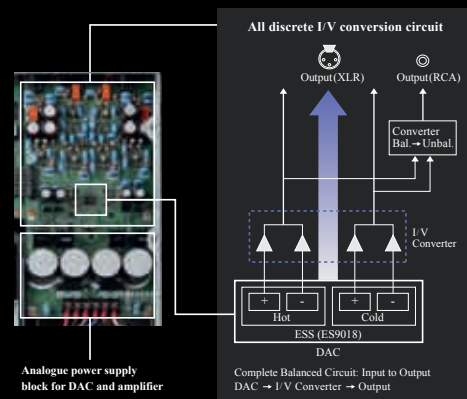 All discrete I/V conversion circuit
Output(XLR)
Output(RCA)
Converter
Bal.→Unbal.
I/V
Converter
+
-
+
-
Hot
Cold
ESS (ES9018)
DAC
Analogue power supply
block for DAC and amplifier
Complete Balanced Circuit: Input to Output
DAC → I/V Converter → Output